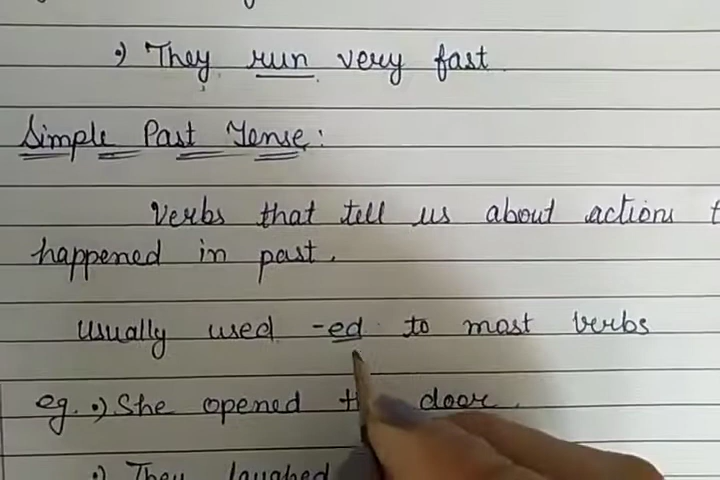 •) They run very fast
Simple Past Tense:
Verbs that tell us about actions
happened in past.
Usually used -ed to most verbs
eg. •) She opened door.
•) They laughed